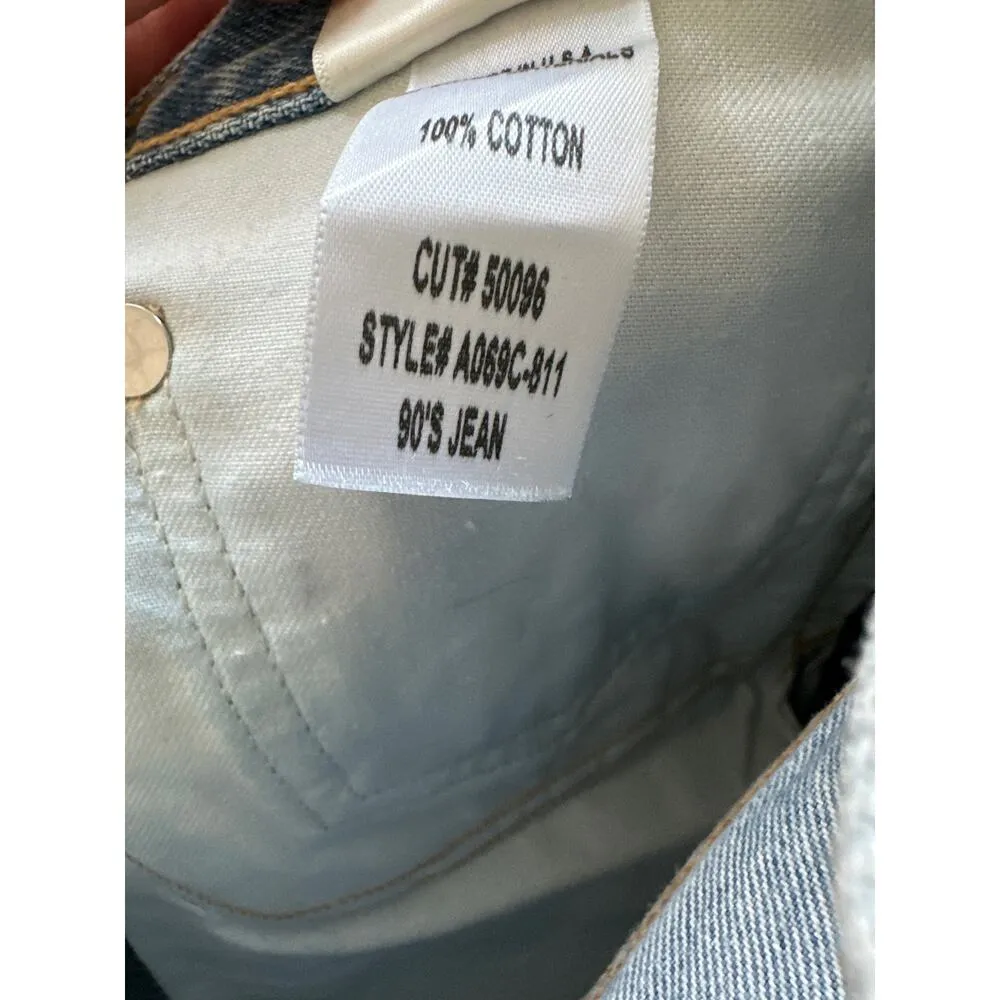 100% COTTON
CUT# 50096
STYLE# A069C-811
90'S JEAN